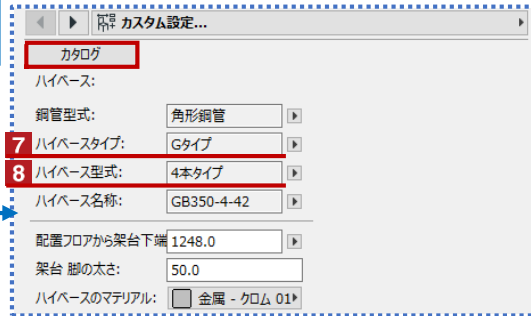 カスタム設定...
カタログ
ハイベース:
鋼管型式: 角形鋼管
7 ハイベースタイプ: Gタイプ
8 ハイベース型式: 4本タイプ
ハイベース名称: GB350-4-42
配置フロアから架台下端 1248.0
架台 脚の太さ: 50.0
ハイベースのマテリアル: 金属 - クロム 01